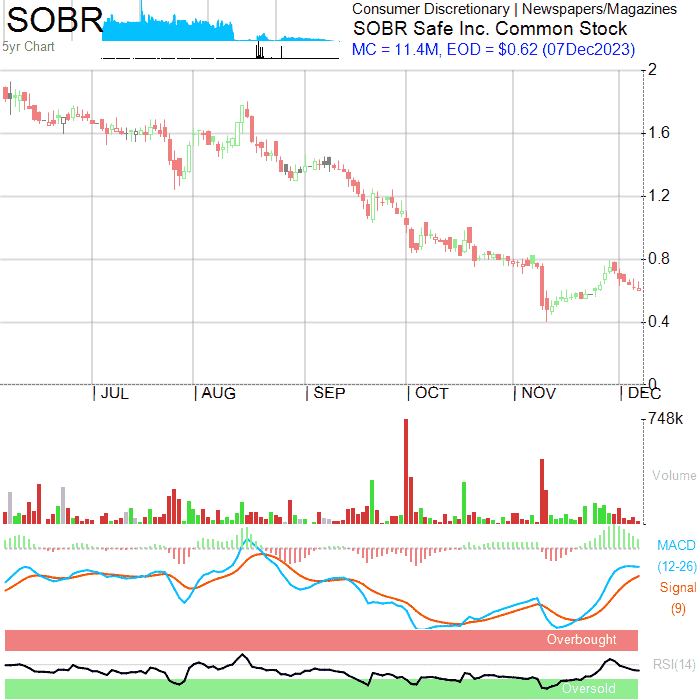 SOBR
5yr Chart
Consumer Discretionary | Newspapers/Magazines
SOBR Safe Inc. Common Stock
MC = 11.4M, EOD = $0.62 (07Dec2023)
2
1.6
1.2
0.8
0.4
0
JUL AUG SEP OCT NOV DEC
748k
Volume
MACD
(12-26)
Signal
(9)
Overbought
RSI(14)
Oversold